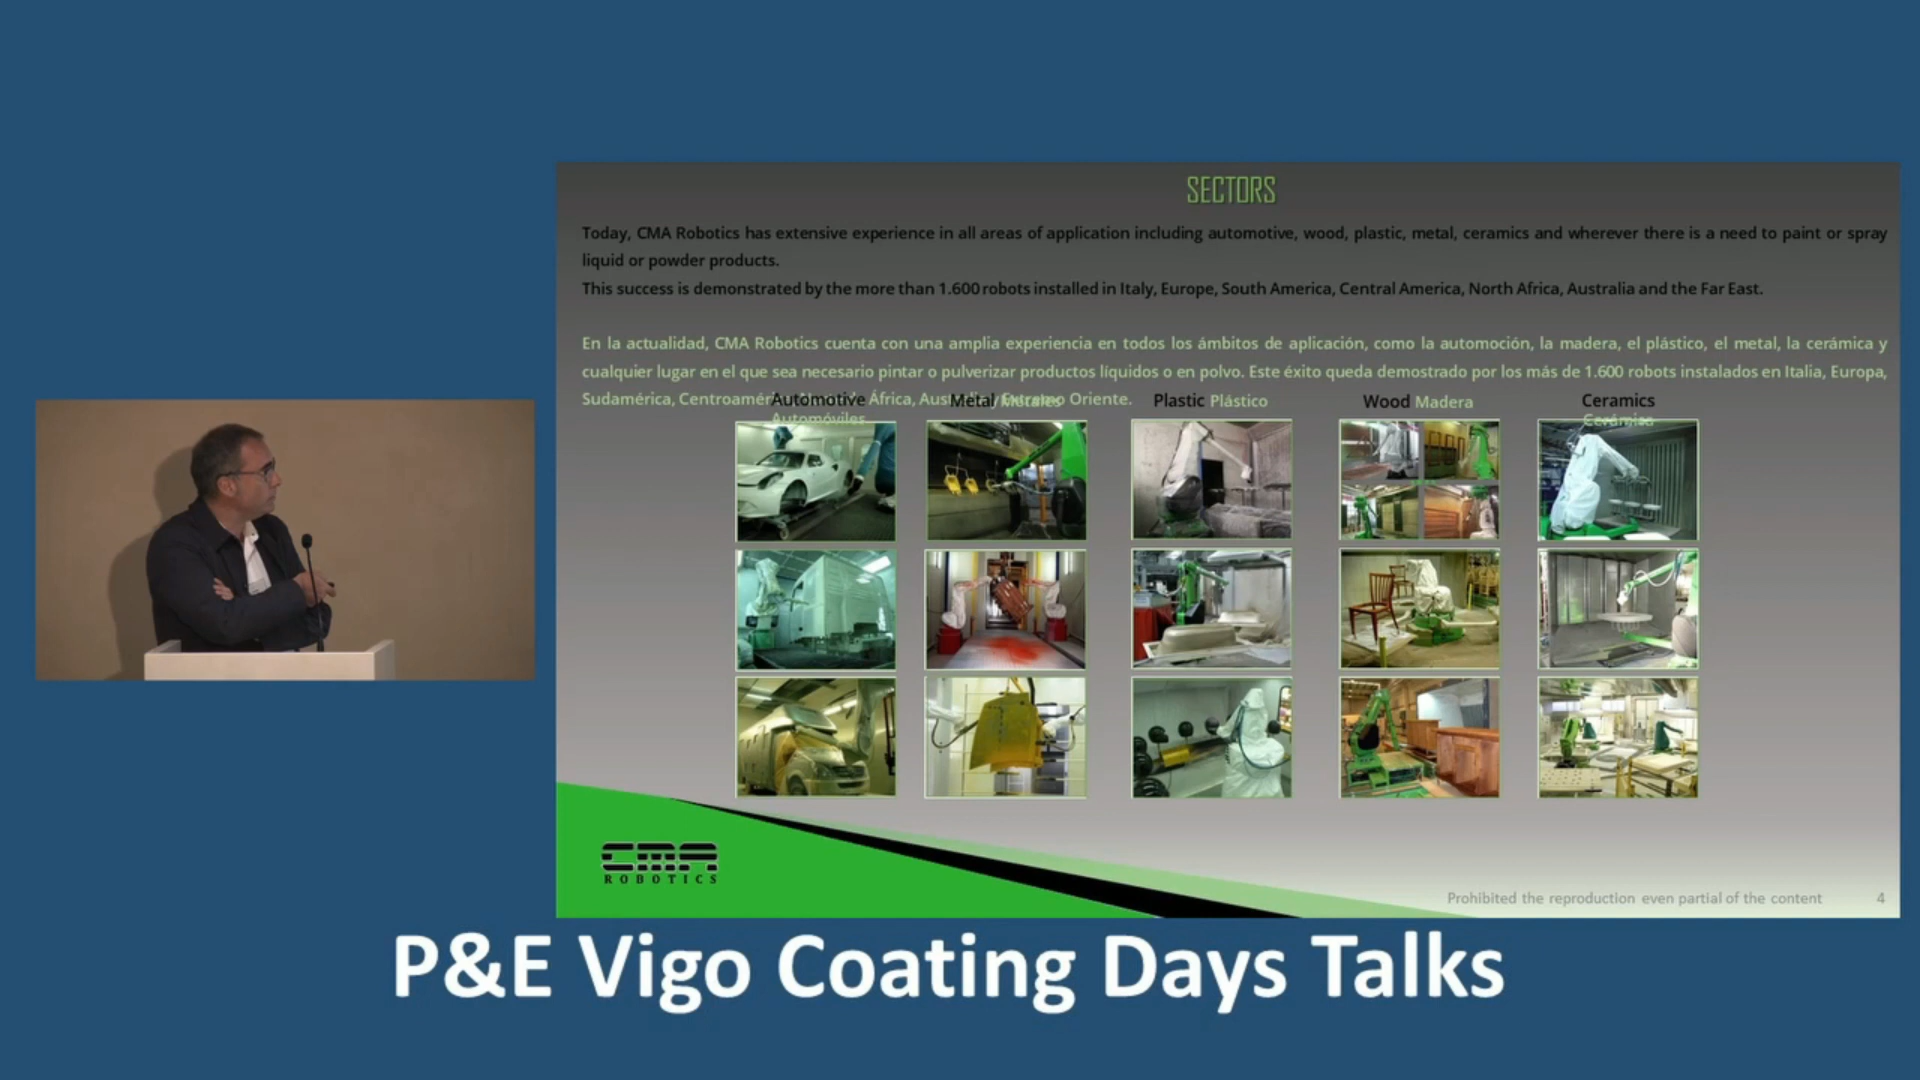 SECTORS
Today, CMA Robotics has extensive experience in all areas of application including automotive, wood, plastic, metal, ceramics and wherever there is a need to paint or spray
liquid or powder products.
This success is demonstrated by the more than 1.600 robots installed in Italy, Europe, South America, Central America, North Africa, Australia and the Far East.
En la actualidad, CMA Robotics cuenta con una amplia experiencia en todos los ámbitos de aplicación, como la automoción, la madera, el plástico, el metal, la cerámica y
cualquier lugar en el que sea necesario pintar o pulverizar productos líquidos o en polvo. Este éxito queda demostrado por los más de 1.600 robots instalados en Italia, Europa,
Sudamérica, África, Oriente.
Automotive Metal Metales Plastic Plástico Wood Madera Ceramics
Automóviles Cerámica
CMA
ROBOTICS
Prohibited the reproduction even partial of the content 4
P&E Vigo Coating Days Talks